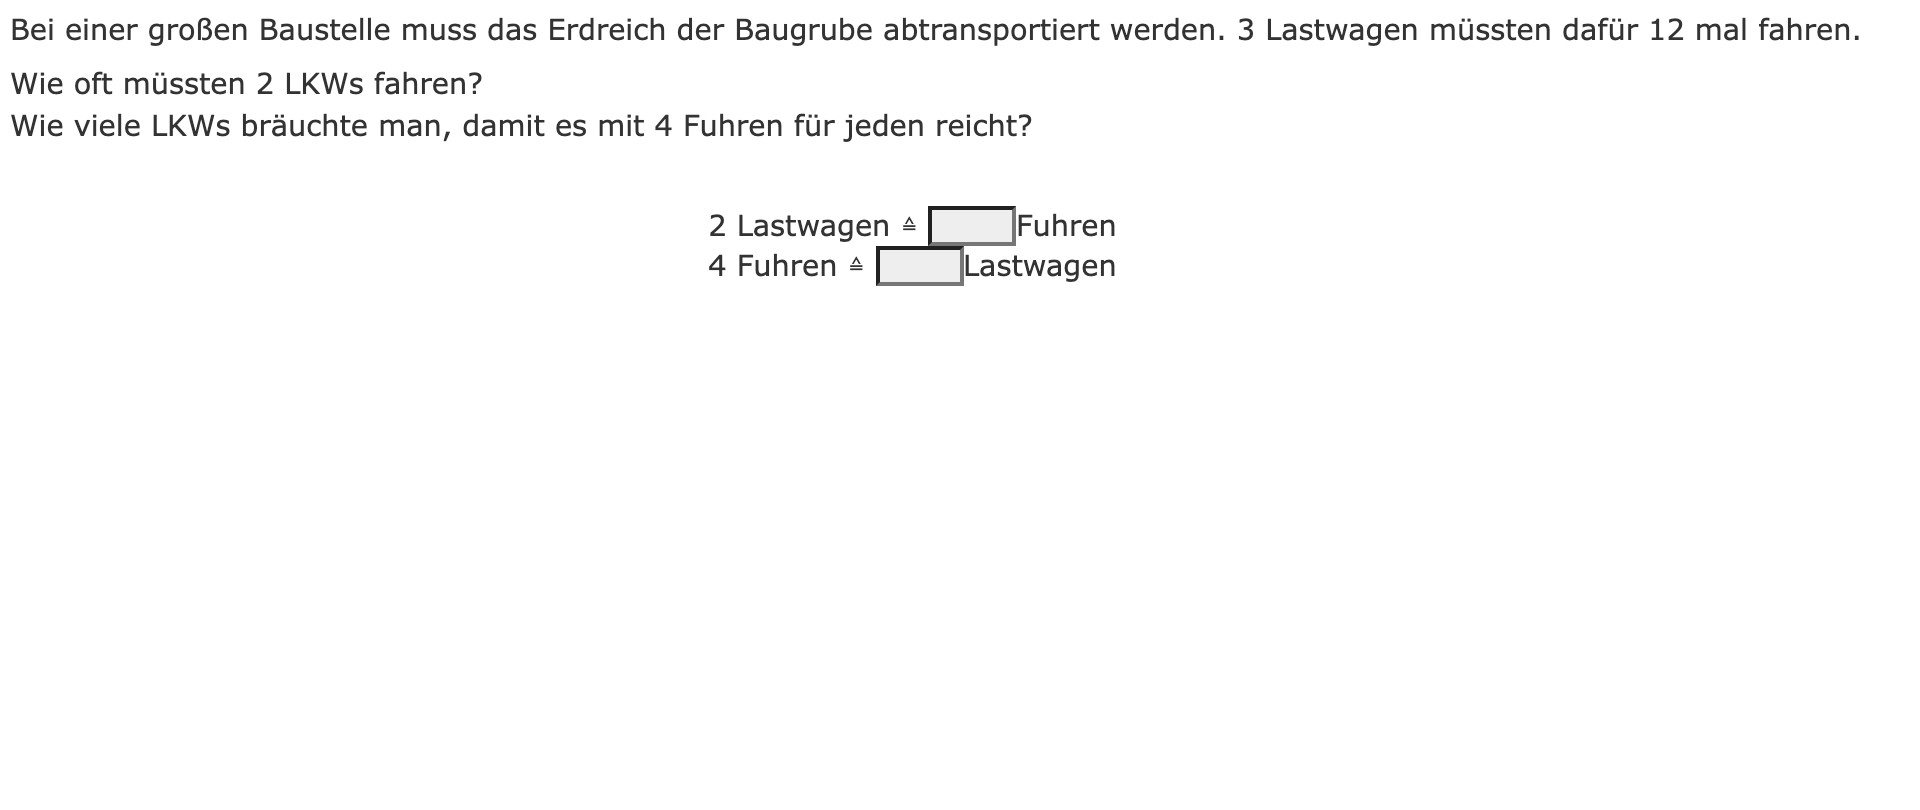 Bei einer großen Baustelle muss das Erdreich der Baugrube abtransportiert werden. 3 Lastwagen müssten dafür 12 mal fahren.
Wie oft müssten 2 LKWs fahren?
Wie viele LKWs bräuchte man, damit es mit 4 Fuhren für jeden reicht?
2 Lastwagen ≙ Fuhren
4 Fuhren ≙ Lastwagen